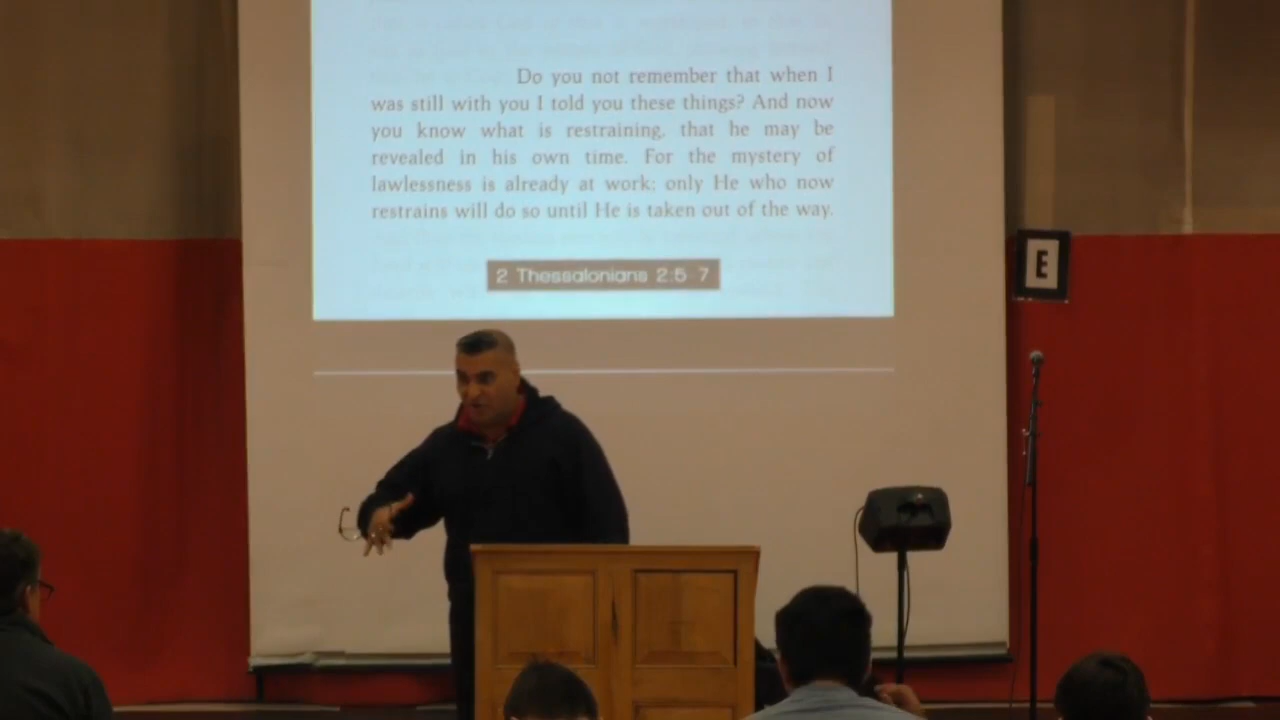 Do you not remember that when I
was still with you I told you these things? And now
you know what is restraining, that he may be
revealed in his own time. For the mystery of
lawlessness is already at work; only He who now
restrains will do so until He is taken out of the way.
2 Thessalonians 2:5-7
E